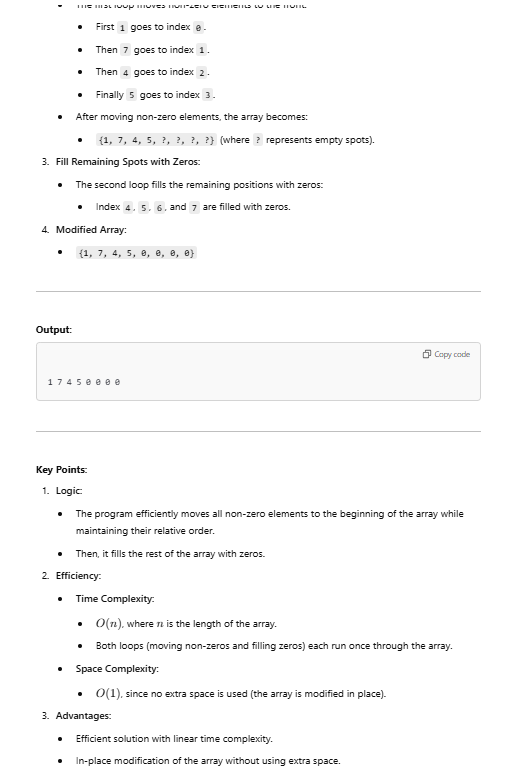 The first loop moves non-zero elements to the front.
First 1 goes to index 0.
Then 7 goes to index 1.
Then 4 goes to index 2.
Finally 5 goes to index 3.
After moving non-zero elements, the array becomes:
{1, 7, 4, 5, ?, ?, ?, ?} (where ? represents empty spots).
3. Fill Remaining Spots with Zeros:
The second loop fills the remaining positions with zeros:
Index 4, 5, 6, and 7 are filled with zeros.
4. Modified Array:
{1, 7, 4, 5, 0, 0, 0, 0}
Output:
Copy code
1 7 4 5 0 0 0 0
Key Points:
1. Logic:
The program efficiently moves all non-zero elements to the beginning of the array while
maintaining their relative order.
Then, it fills the rest of the array with zeros.
2. Efficiency:
Time Complexity:
O(n), where n is the length of the array.
Both loops (moving non-zeros and filling zeros) each run once through the array.
Space Complexity:
O(1), since no extra space is used (the array is modified in place).
3. Advantages:
Efficient solution with linear time complexity.
In-place modification of the array without using extra space.